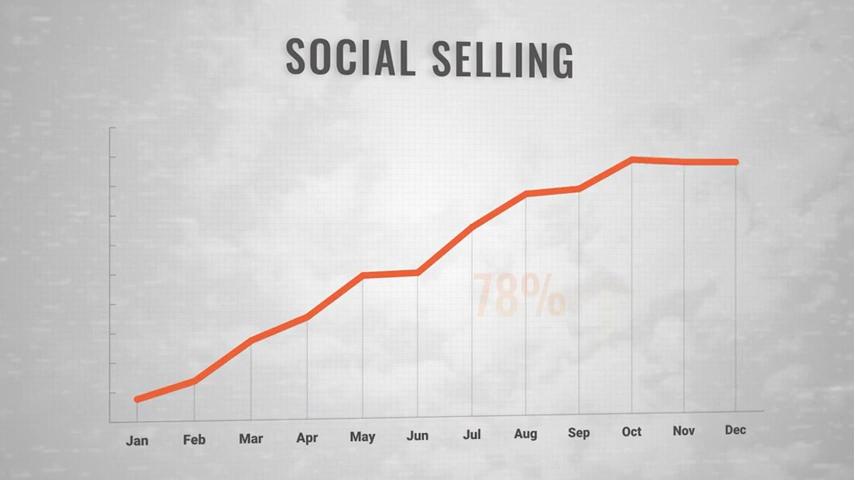 SOCIAL SELLING
78%
Jan Feb Mar Apr May Jun Jul Aug Sep Oct Nov Dec